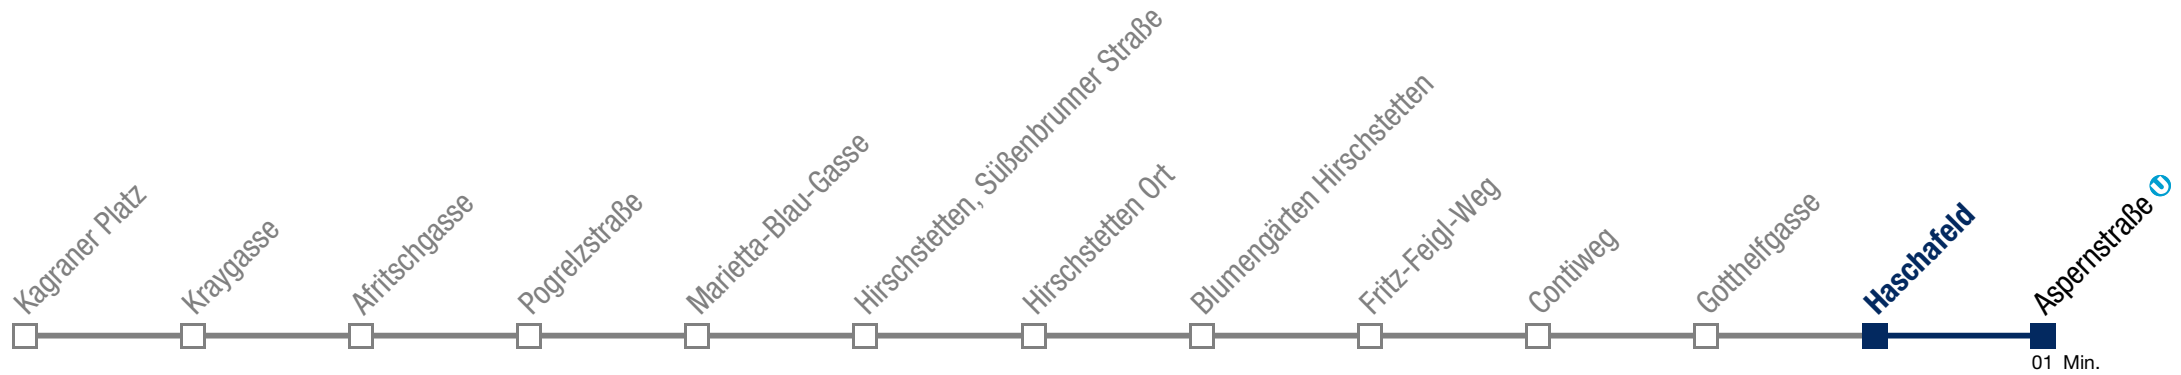 Kagraner Platz
Kraygasse
Afritschgasse
Pogrelzstraße
Marietta-Blau-Gasse
Hirschstetten, Süßenbrunner Straße
Hirschstetten Ort
Blumengärten Hirschstetten
Fritz-Feigl-Weg
Contiweg
Gotthelfgasse
Haschafeld
Aspernstraße U
01 Min.